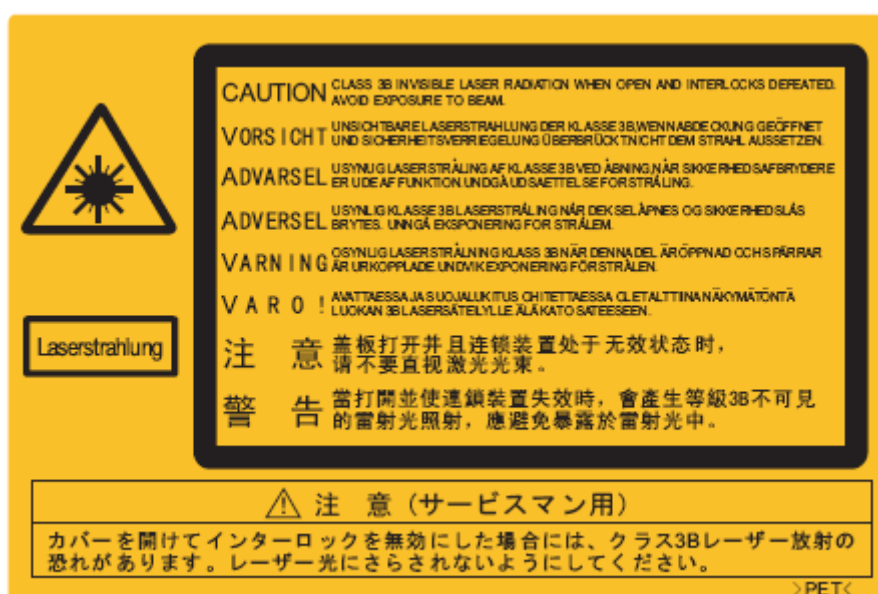 CAUTION CLASS 3B INVISIBLE LASER RADIATION WHEN OPEN AND INTERLOCKS DEFEATED.
AVOID EXPOSURE TO BEAM.
VORSICHT UNSICHTBARE LASERSTRAHLUNG DER KLASSE 3B, WENN ABDECKUNG GEÖFFNET
UND SICHERHEITSVERRIEGELUNG ÜBERBRÜCKT NICHT DEM STRAHL AUSSETZEN.
ADVARSEL USYNLIG LASERSTRÅLING AF KLASSE 3B VED ÅBNING, NÅR SIKKERHEDSAFBRYDERE
ER UDE AF FUNKTION. UNDGÅ UDSAETTELSE FOR STRÅLING.
ADVERSEL USYNLIG KLASSE 3B LASERSTRÅLING NÅR DEKSEL ÅPNES OG SIKKERHEDSLÅS
BRYTES. UNNGÅ EKSPONERING FOR STRÅLEM.
VARNING OSYNLIG LASERSTRÅLNING KLASS 3B NÄR DENNA DEL ÄR ÖPPNAD OCH SPÄRRAR
ÄR URKOPPLADE. UNDVIK EXPONERING FÖR STRÅLEN.
VARO! AVATTAESSA JA SUOJALUKITUS OHITETTAESSA OLET ALTTIINA NÄKYMÄTÖNTÄ
LUOKAN 3B LASERSÄTEILYLLE ÄLÄ KATO SATEESEEN.
Laserstrahlung
注 意 盖板打开并且连锁装置处于无效状态时，
请不要直视激光光束。
警 告 當打開並使連鎖裝置失效時，會產生等級3B不可見
的雷射光照射，應避免暴露於雷射光中。
注 意（サービスマン用）
カバーを開けてインターロックを無効にした場合には、クラス3Bレーザー放射の
恐れがあります。レーザー光にさらされないようにしてください。
>PET<